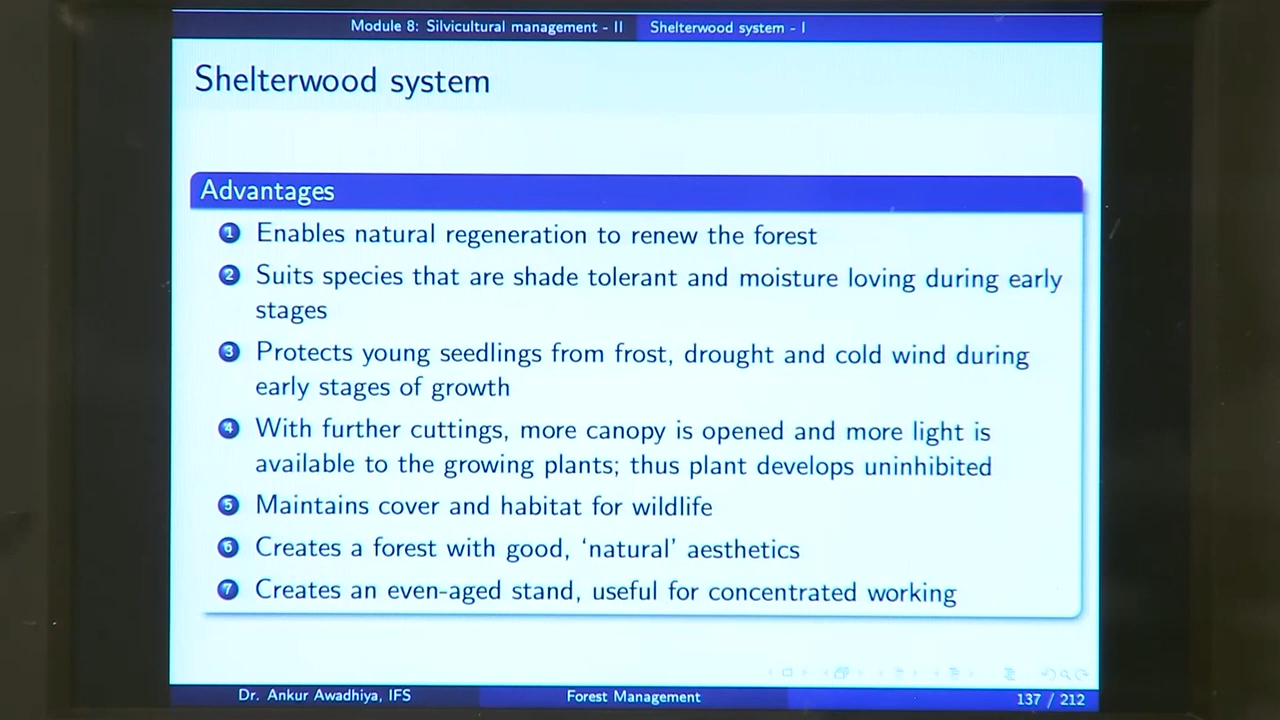 Module 8: Silvicultural management - II Shelterwood system - I
Shelterwood system
Advantages
1 Enables natural regeneration to renew the forest
2 Suits species that are shade tolerant and moisture loving during early
stages
3 Protects young seedlings from frost, drought and cold wind during
early stages of growth
4 With further cuttings, more canopy is opened and more light is
available to the growing plants; thus plant develops uninhibited
5 Maintains cover and habitat for wildlife
6 Creates a forest with good, ‘natural’ aesthetics
7 Creates an even-aged stand, useful for concentrated working
Dr. Ankur Awadhiya, IFS Forest Management 137 / 212